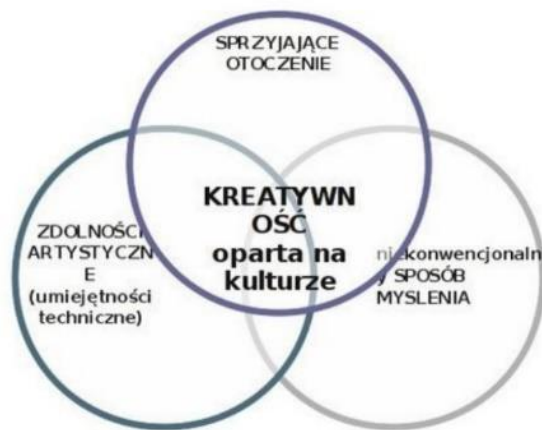 SPRZYJAJĄCE
OTOCZENIE
KREATYWN
OŚĆ
oparta na
kulturze
ZDOLNOŚCI
ARTYSTYCZN
E
(umiejętności
techniczne)
niekonwencjonaln
y SPOSÓB
MYSLENIA